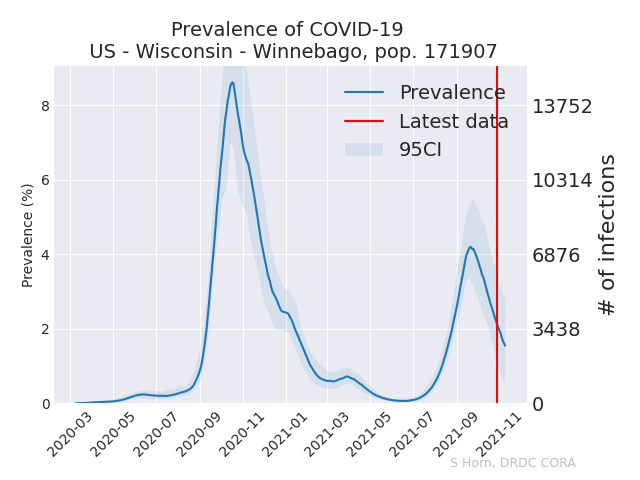 Prevalence of COVID-19
US - Wisconsin - Winnebago, pop. 171907
Prevalence
Latest data
95CI
Prevalence (%)
8
6
4
2
0
13752
10314
6876
3438
0
# of infections
2020-03
2020-05
2020-07
2020-09
2020-11
2021-01
2021-03
2021-05
2021-07
2021-09
2021-11
S Horn, DRDC CORA